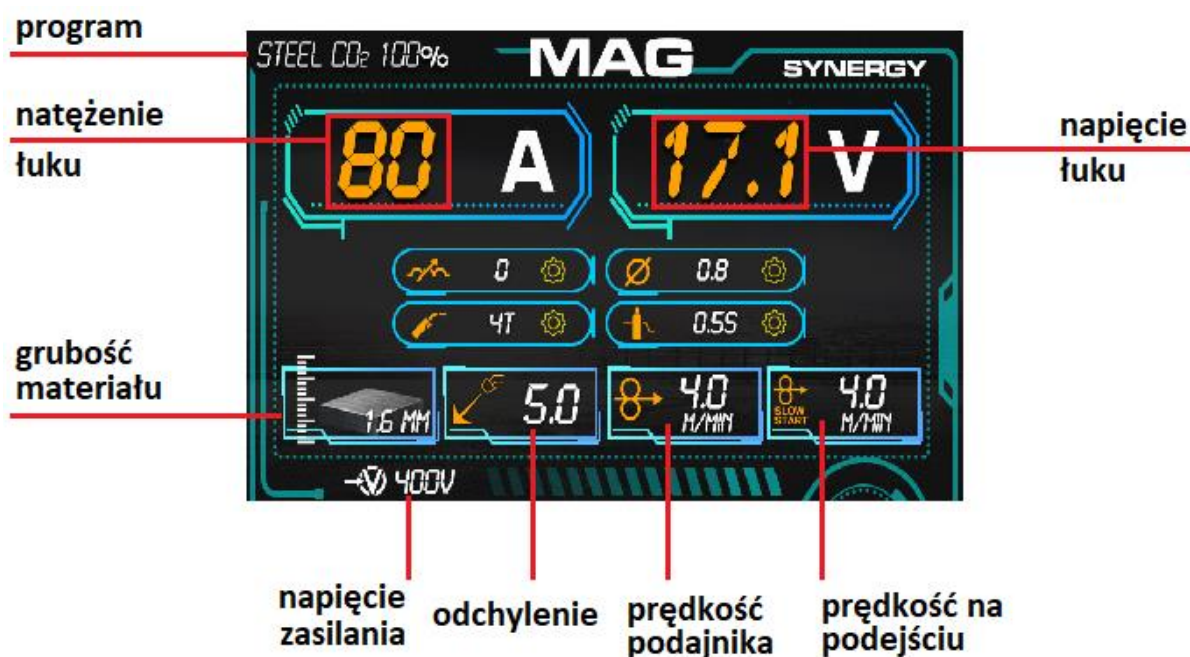 program
STEEL CO₂ 100%
MAG
SYNERGY
natężenie
łuku
80 A
17.1 V
napięcie
łuku
0
0.8
4T
0.5S
grubość
materiału
1.6 MM
5.0
4.0
M/MIN
SLOW
START
4.0
M/MIN
V 400V
napięcie
zasilania
odchylenie
prędkość
podajnika
prędkość na
podejściu